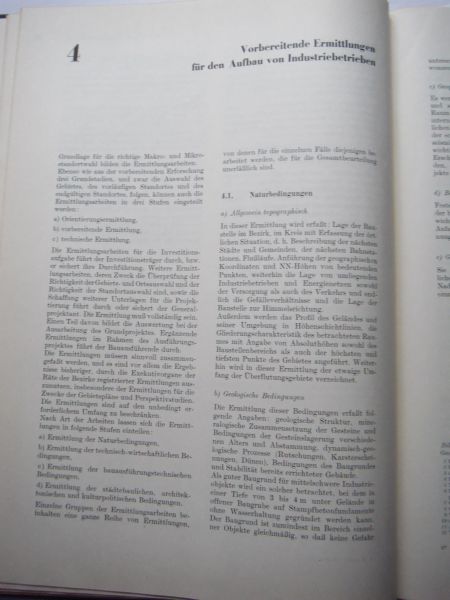 4
Vorbereitende Ermittlungen
für den Aufbau von Industriebetrieben
Grundlage für die richtige Makro- und Mikro-
standortwahl bilden die Ermittlungsarbeiten.
Ebenso wie aus der vorbereitenden Erforschung
drei Grundstudien, und zwar die Auswahl des
Gebietes, des vorläufigen Standortes und des
endgültigen Standortes, folgen, können auch die
Ermittlungsarbeiten in drei Stufen eingeteilt
werden:
a) Orientierungsermittlung,
b) vorbereitende Ermittlung,
c) technische Ermittlung.
Die Ermittlungsarbeiten für die Investitions-
aufgabe führt der Investitionsträger durch, bzw.
er sichert ihre Durchführung. Weitere Ermitt-
lungsarbeiten, deren Zweck die Überprüfung der
Richtigkeit der Gebiets- und Ortsauswahl und der
Richtigkeit der Standortauswahl sind, sowie die
Schaffung weiterer Unterlagen für die Projek-
tierung führt durch oder sichert der General-
projektant. Die Ermittlung muß vollständig sein.
Einen Teil davon bildet die Auswertung bei der
Ausarbeitung des Grundprojektes. Ergänzende
Ermittlungen im Rahmen des Ausführungs-
projektes führt der Bauausführende durch.
Die Ermittlungen müssen sinnvoll zusammen-
gefaßt werden, und es sind vor allem die Ergeb-
nisse bisheriger, durch die Exekutivorgane der
Räte der Bezirke registrierter Ermittlungen aus-
zunutzen, insbesondere der Ermittlungen für die
Zwecke der Gebietspläne und Perspektivstudien.
Die Ermittlungen sind auf den unbedingt er-
forderlichem Umfang zu beschränken.
Nach Art der Arbeiten lassen sich die Ermitt-
lungen in folgende Stufen einteilen:
a) Ermittlung der Naturbedingungen,
b) Ermittlung der technisch-wirtschaftlichen Be-
dingungen,
c) Ermittlung der bauausführungstechnischen
Bedingungen,
d) Ermittlung der städtebaulichen, architek-
tonischen und kulturpolitischen Bedingungen.
Einzelne Gruppen der Ermittlungsarbeiten be-
inhalten eine ganze Reihe von Ermittlungen,
von denen für die einzelnen Fälle diejenigen be-
arbeitet werden, die für die Gesamtbeurteilung
unerläßlich sind.
4.1. Naturbedingungen
a) Allgemein topographisch
In dieser Ermittlung wird erfaßt: Lage der Bau-
stelle im Bezirk, im Kreis mit Erfassung der ört-
lichen Situation, d. h. Beschreibung der nächsten
Städte und Gemeinden, der nächsten Bahnsta-
tionen, Flußläufe, Anführung der geographischen
Koordinaten und NN-Höhen von bedeutenden
Punkten, weiterhin die Lage von umliegenden
Industriebetrieben und Energienetzen sowohl
der Versorgung als auch des Verkehrs und end-
lich die Gefälleverhältnisse und die Lage der
Baustelle zur Himmelsrichtung.
Außerdem werden das Profil des Geländes und
seiner Umgebung in Höhenschichtlinien, die
Gliederungscharakteristik des betrachteten Rau-
mes mit Angabe von Absoluthöhen sowohl des
Baustellenbereichs als auch der höchsten und
tiefsten Punkte des Gebietes angeführt. Weiter-
hin wird in dieser Ermittlung der etwaige Um-
fang der Überflutungsgebiete verzeichnet.
b) Geologische Bedingungen
Die Ermittlung dieser Bedingungen erfaßt fol-
gende Angaben: geologische Struktur, mine-
ralogische Zusammensetzung der Gesteine und
Bedingungen der Gesteinslagerung verschiede-
nen Alters und Abstammung, dynamisch-geo-
logische Prozesse (Rutschungen, Karsterschei-
nungen, Dünen), Bedingungen des Baugrundes
und Stabilität bereits errichteter Gebäude.
Als guter Baugrund für mittelschwere Industrie-
objekte wird ein solcher betrachtet, bei dem in
einer Tiefe von 3 bis 4 m unter Gelände in
offener Baugrube auf Stampfbetonfundamente
ohne Wasserhaltung gegründet werden kann.
Der Baugrund ist zumindest im Bereich einzel-
ner Objekte gleichmäßig, so daß keine Gefahr